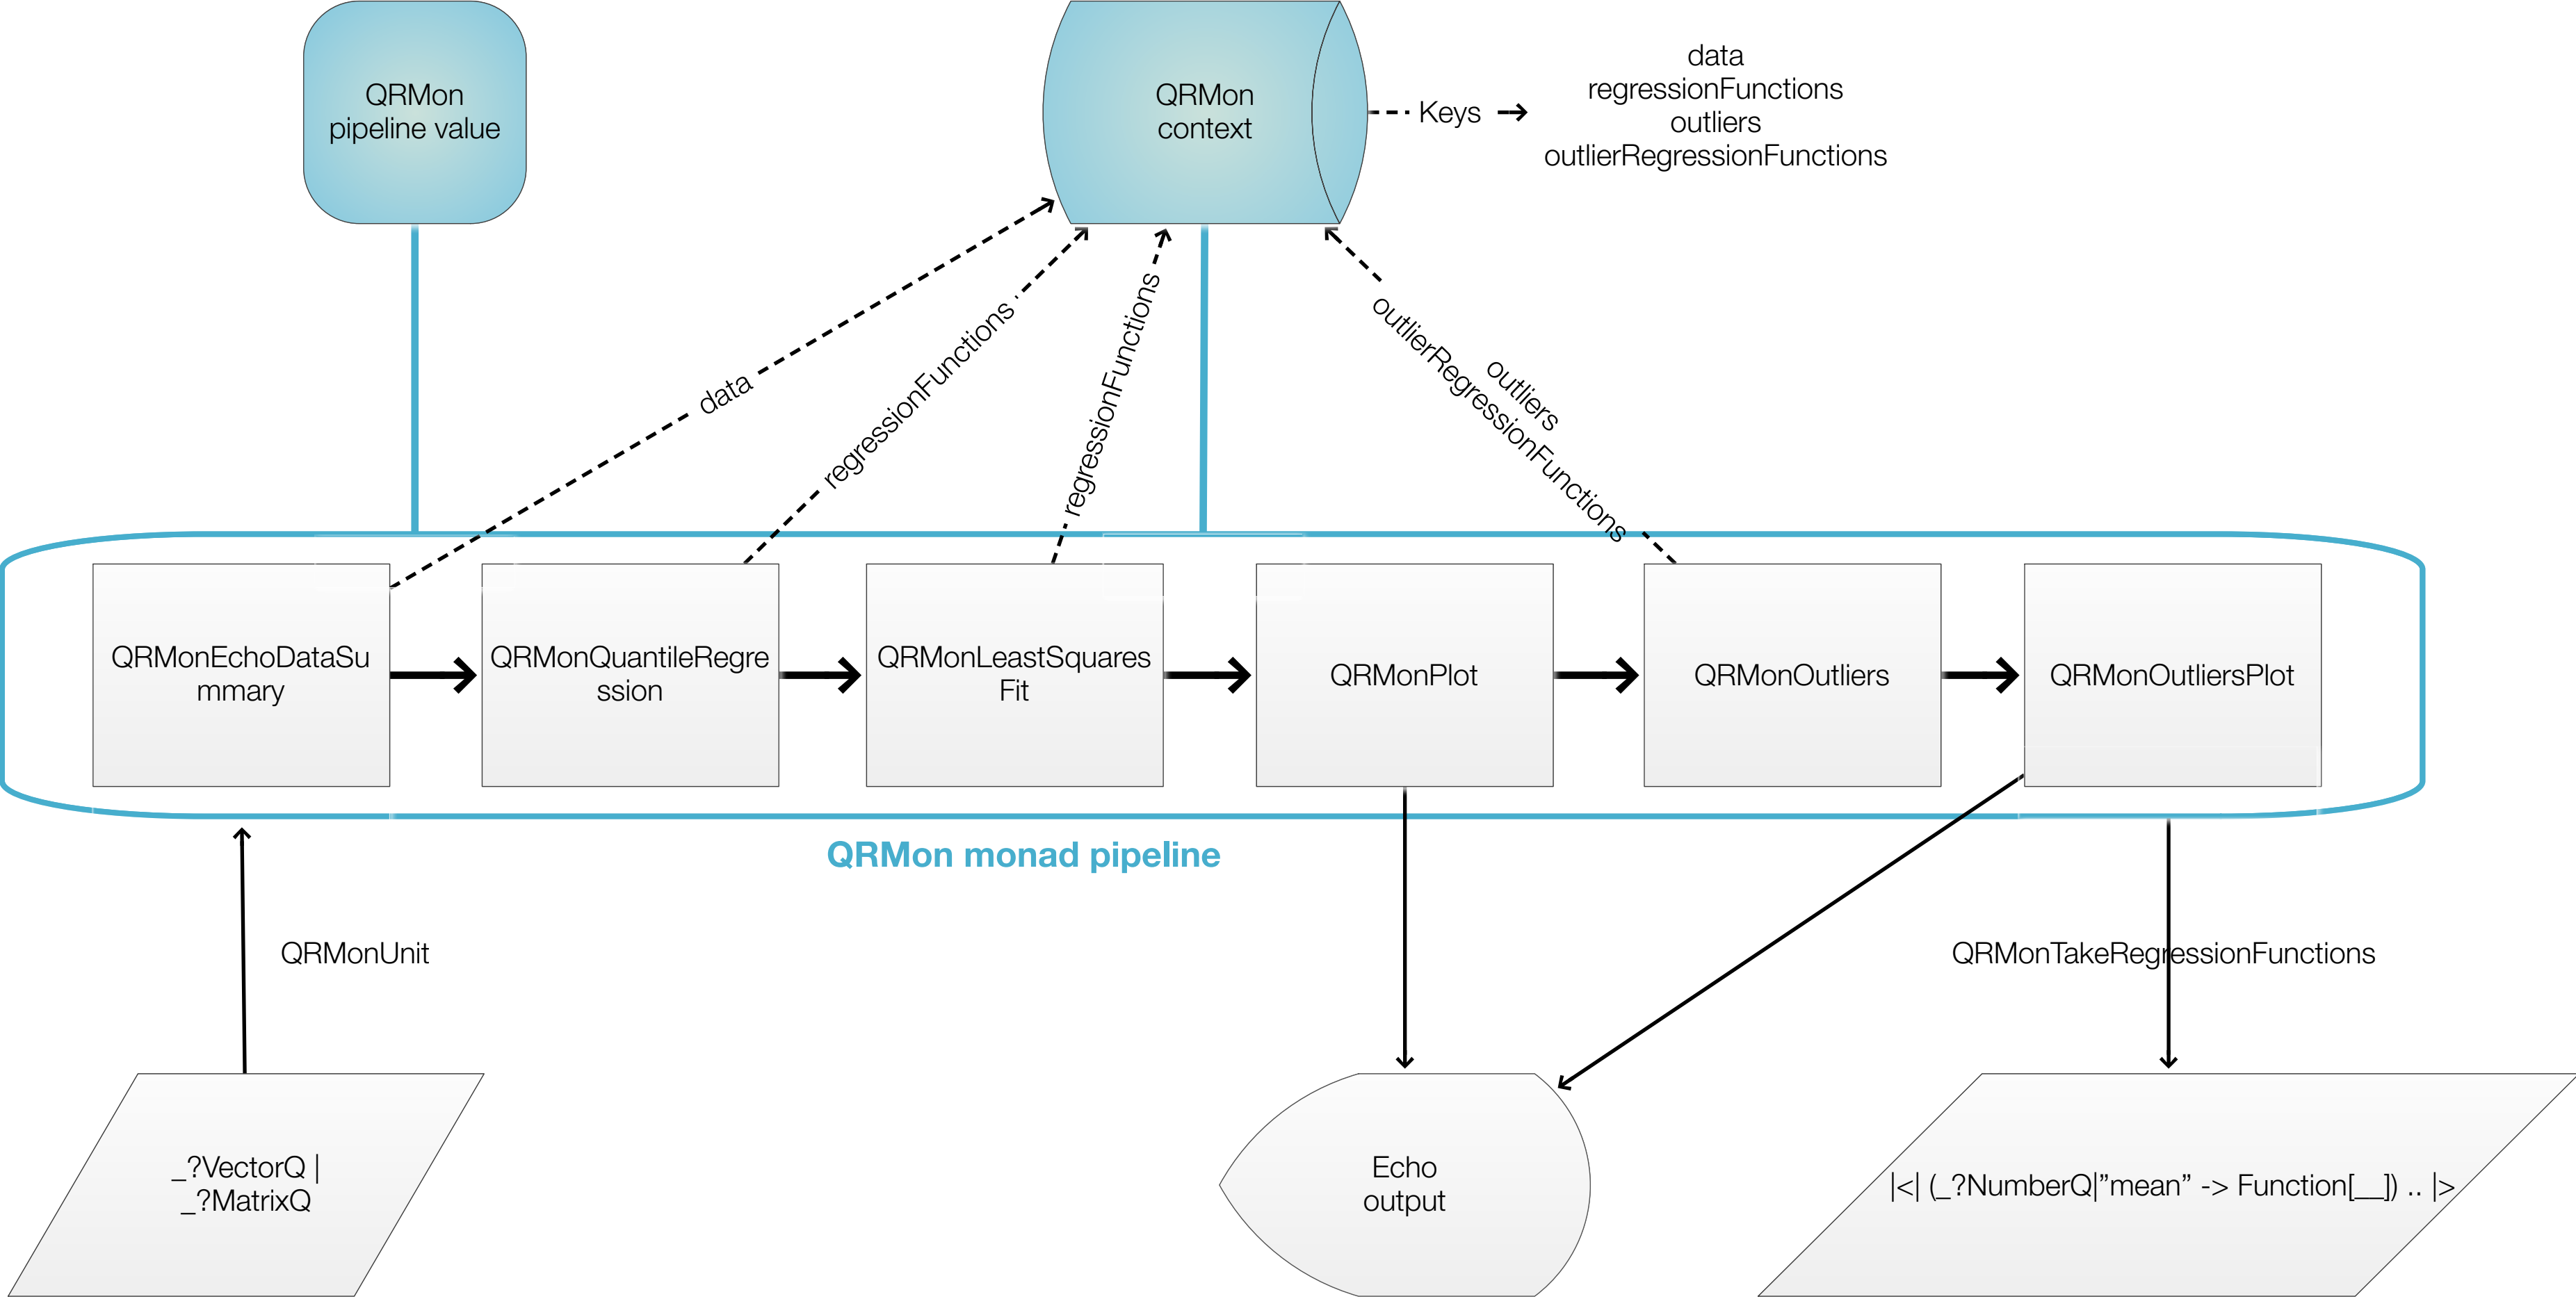 QRMon
pipeline value
QRMon
context
Keys
data
regressionFunctions
outliers
outlierRegressionFunctions
data
regressionFunctions
regressionFunctions
outliers
outlierRegressionFunctions
QRMonEchoDataSu
mmary
QRMonQuantileRegre
ssion
QRMonLeastSquares
Fit
QRMonPlot
QRMonOutliers
QRMonOutliersPlot
QRMon monad pipeline
QRMonUnit
QRMonTakeRegressionFunctions
_?VectorQ |
_?MatrixQ
Echo
output
|<| (_?NumberQ|”mean” -> Function[__]) .. |>